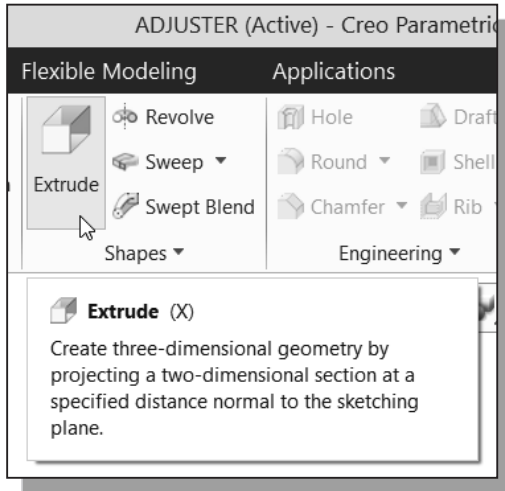 ADJUSTER (Active) - Creo Parametric
Flexible Modeling Applications
Extrude
Revolve
Sweep
Swept Blend
Shapes
Hole
Draft
Round
Shell
Chamfer
Rib
Engineering
Extrude (X)
Create three-dimensional geometry by
projecting a two-dimensional section at a
specified distance normal to the sketching
plane.